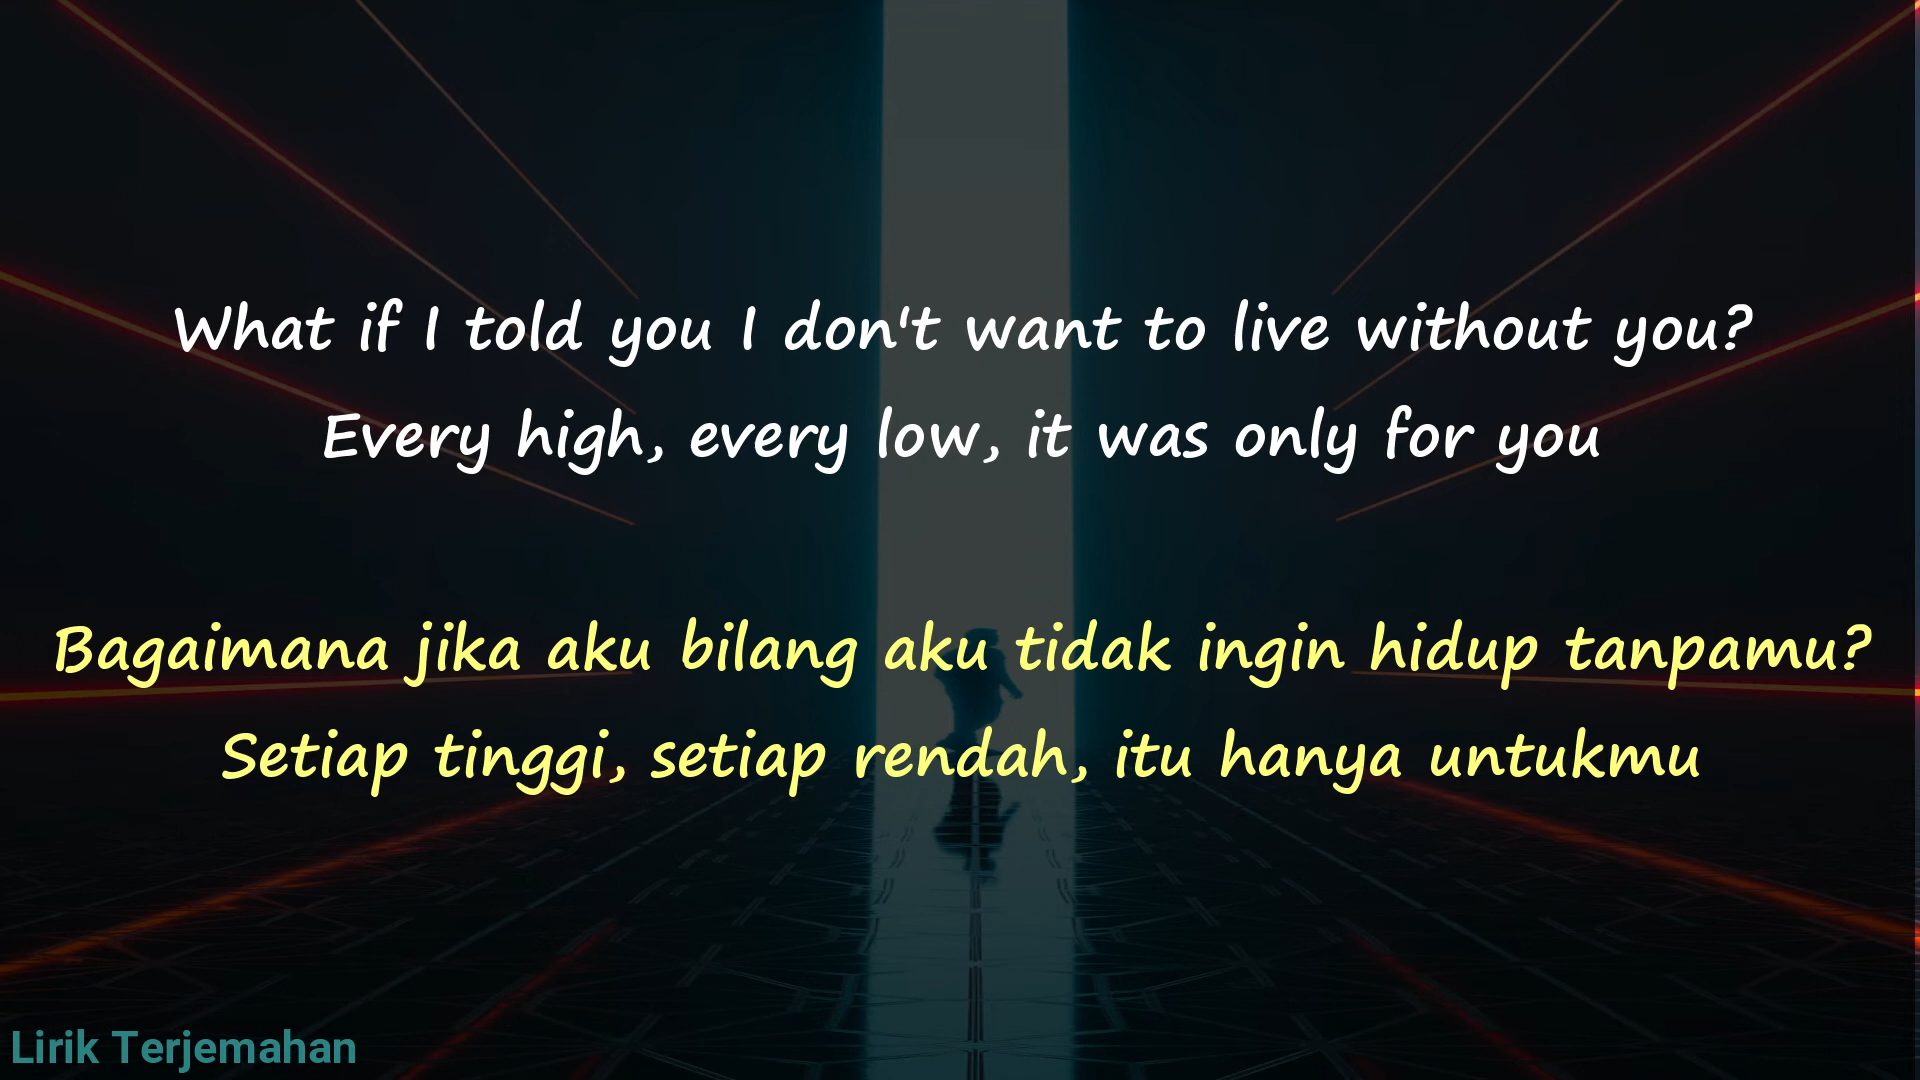 What if I told you I don't want to live without you?
Every high, every low, it was only for you
Bagaimana jika aku bilang aku tidak ingin hidup tanpamu?
Setiap tinggi, setiap rendah, itu hanya untukmu
Lirik Terjemahan